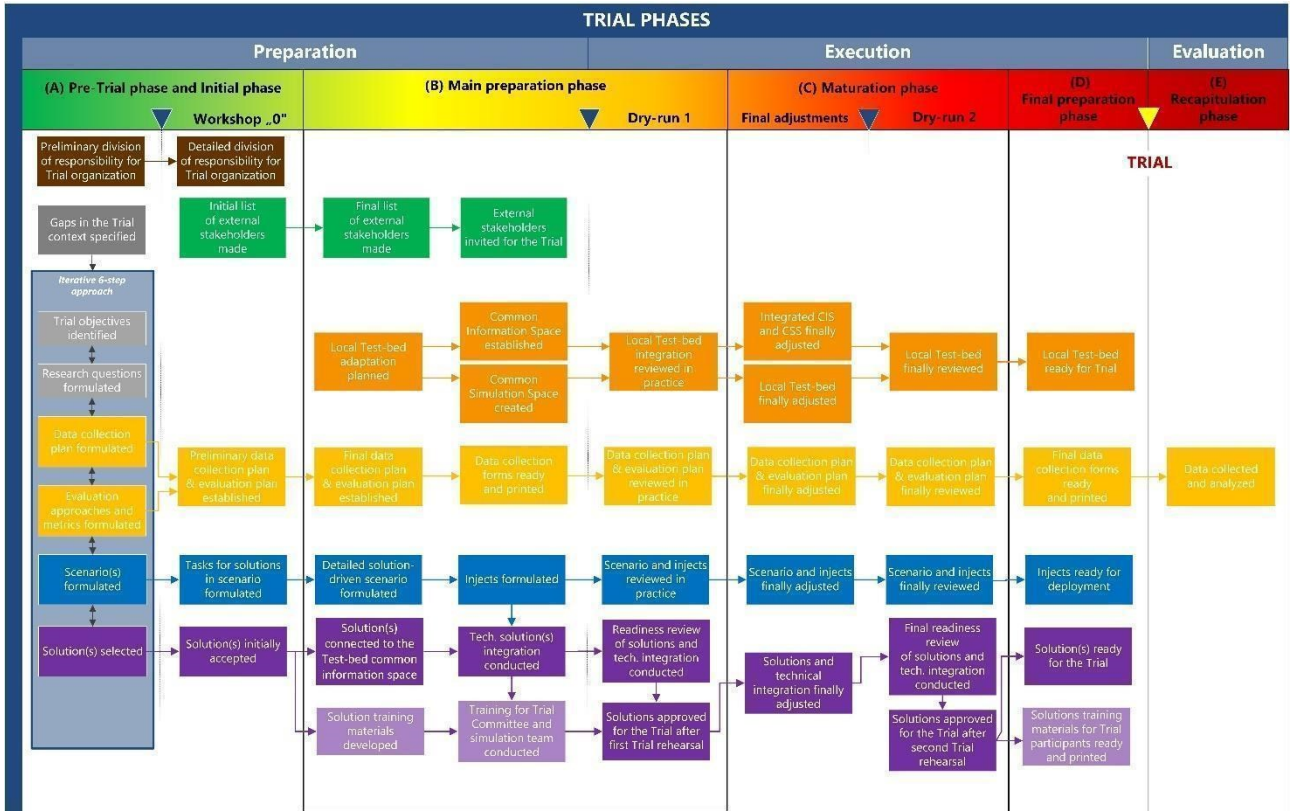 TRIAL PHASES
Preparation
Execution
Evaluation
(A) Pre-Trial phase and Initial phase
(B) Main preparation phase
(C) Maturation phase
(D)
Final preparation
phase
(E)
Recapitulation
phase
Workshop „0"
Dry-run 1
Final adjustments
Dry-run 2
TRIAL
Preliminary division
of responsibility for
Trial organization
Detailed division
of responsibility for
Trial organization
Gaps in the Trial
context specified
Initial list
of external
stakeholders
made
Final list
of external
stakeholders
made
External
stakeholders
invited for the Trial
Iterative 6-step
approach
Trial objectives
identified
Research questions
formulated
Local Test-bed
adaptation
planned
Common
Information Space
established
Common
Simulation Space
created
Local Test-bed
integration
reviewed in
practice
Integrated CIS
and CSS finally
adjusted
Local Test-bed
finally adjusted
Local Test-bed
finally reviewed
Local Test-bed
ready for Trial
Data collection
plan formulated
Evaluation
approaches and
metrics formulated
Preliminary data
collection plan
& evaluation plan
established
Final data
collection plan
& evaluation plan
established
Data collection
forms ready
and printed
Data collection plan
& evaluation plan
reviewed in
practice
Data collection plan
& evaluation plan
finally adjusted
Data collection plan
& evaluation plan
finally reviewed
Final data
collection forms
ready
and printed
Data collected
and analyzed
Scenario(s)
formulated
Tasks for solutions
in scenario
formulated
Detailed solution-
driven scenario
formulated
Injects formulated
Scenario and injects
reviewed in
practice
Scenario and injects
finally adjusted
Scenario and injects
finally reviewed
Injects ready for
deployment
Solution(s) selected
Solution(s) initially
accepted
Solution(s)
connected to the
Test-bed common
information space
Tech. solution(s)
integration
conducted
Readiness review
of solutions and
tech. integration
conducted
Solutions and
technical
integration finally
adjusted
Final readiness
review
of solutions and
tech. integration
conducted
Solution(s) ready
for the Trial
Solution training
materials
developed
Training for Trial
Committee and
simulation team
conducted
Solutions approved
for the Trial after
first Trial rehearsal
Solutions approved
for the Trial after
second Trial
rehearsal
Solutions training
materials for Trial
participants ready
and printed